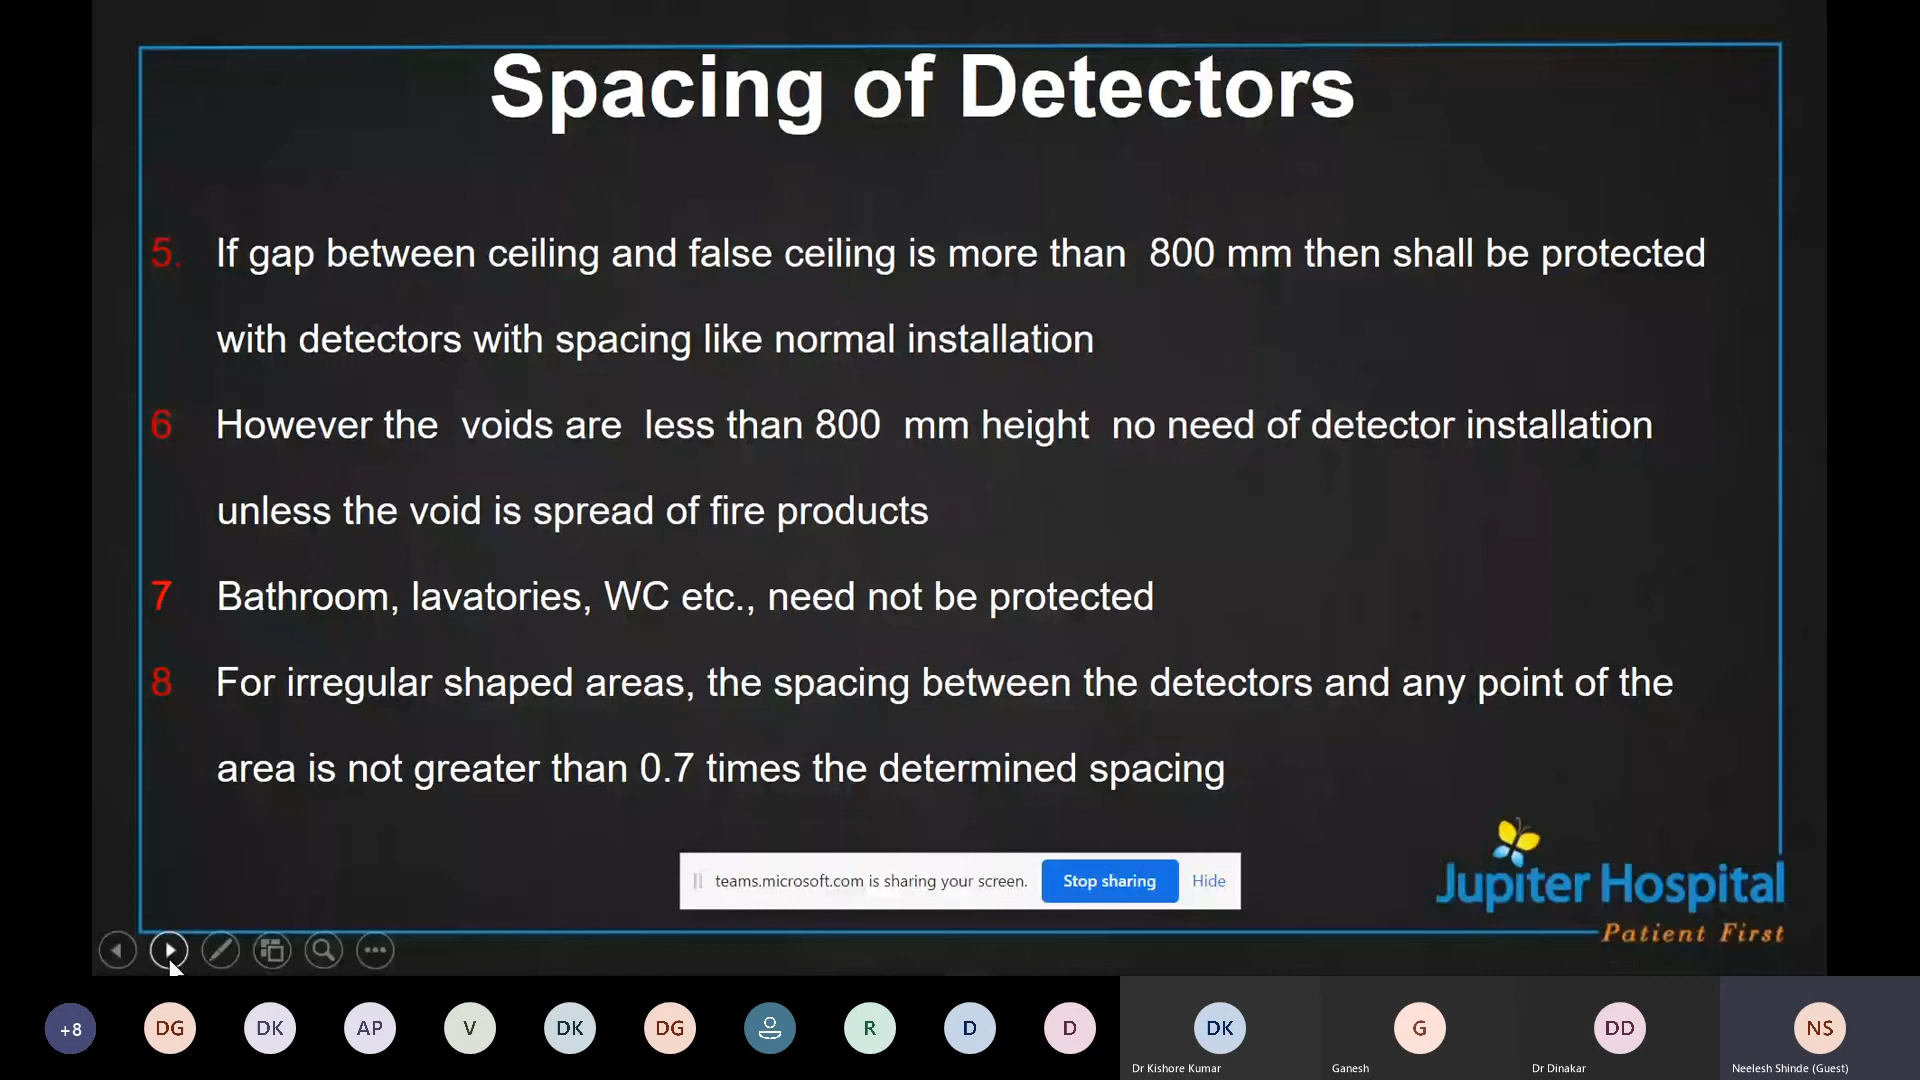 Spacing of Detectors
5. If gap between ceiling and false ceiling is more than 800 mm then shall be protected
with detectors with spacing like normal installation
6 However the voids are less than 800 mm height no need of detector installation
unless the void is spread of fire products
7 Bathroom, lavatories, WC etc., need not be protected
8 For irregular shaped areas, the spacing between the detectors and any point of the
area is not greater than 0.7 times the determined spacing
teams.microsoft.com is sharing your screen. Stop sharing Hide
Jupiter Hospital
Patient First
+8 DG DK AP V DK DG R D D DK G DD NS
Dr Kishore Kumar Ganesh Dr Dinakar Neelesh Shinde (Guest)